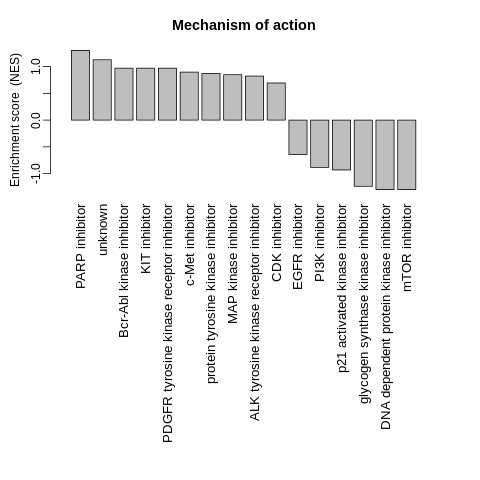 Mechanism of action
Enrichment score (NES)
1.0
0.0
-1.0
PARP inhibitor
unknown
Bcr-Abl kinase inhibitor
KIT inhibitor
PDGFR tyrosine kinase receptor inhibitor
c-Met inhibitor
protein tyrosine kinase inhibitor
MAP kinase inhibitor
ALK tyrosine kinase receptor inhibitor
CDK inhibitor
EGFR inhibitor
PI3K inhibitor
p21 activated kinase inhibitor
glycogen synthase kinase inhibitor
DNA dependent protein kinase inhibitor
mTOR inhibitor